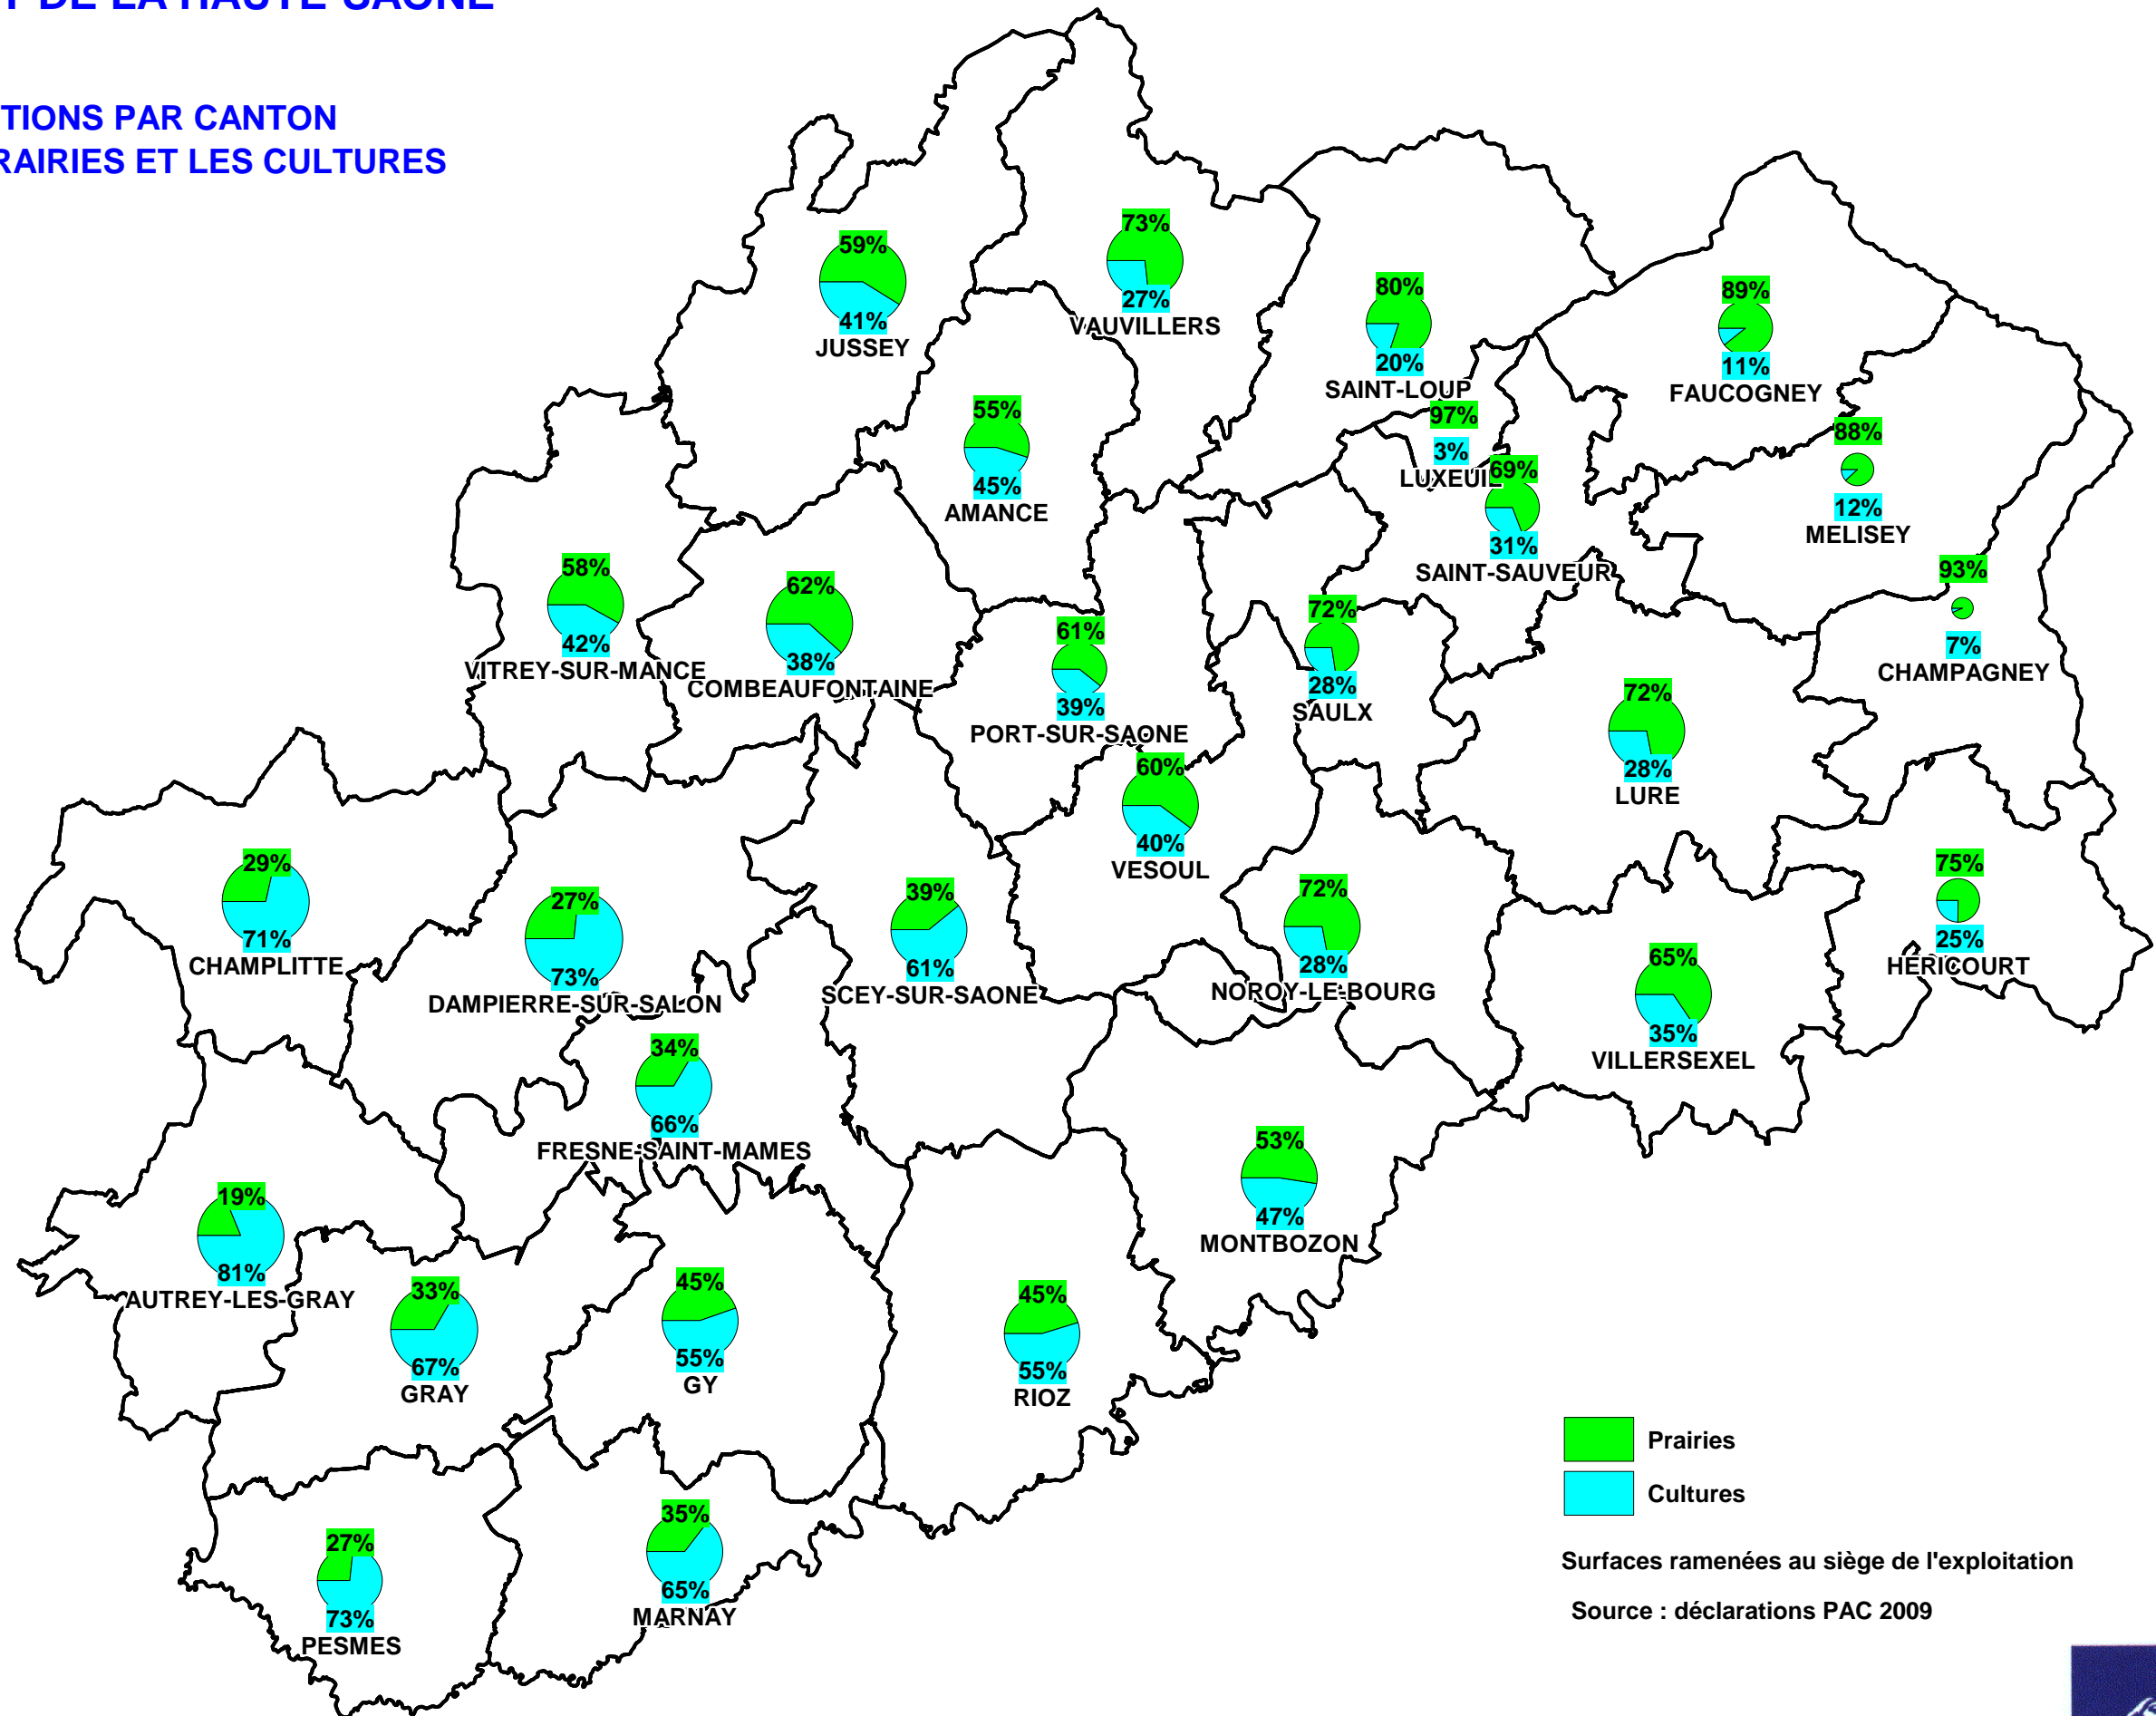 T DE LA HAUTE-SAONE
TIONS PAR CANTON
RAIRIES ET LES CULTURES
59%
41%
JUSSEY
73%
27%
VAUVILLERS
80%
20%
SAINT-LOUP
89%
11%
FAUCOGNEY
55%
45%
AMANCE
97%
3%
LUXEUIL
88%
12%
MELISEY
69%
31%
SAINT-SAUVEUR
58%
42%
VITREY-SUR-MANCE
62%
38%
COMBEAUFONTAINE
61%
39%
PORT-SUR-SAONE
72%
28%
SAULX
93%
7%
CHAMPAGNEY
72%
28%
LURE
60%
40%
VESOUL
29%
71%
CHAMPLITTE
27%
73%
DAMPIERRE-SUR-SALON
39%
61%
SCEY-SUR-SAONE
72%
28%
NOROY-LE-BOURG
75%
25%
HERICOURT
65%
35%
VILLERSEXEL
34%
66%
FRESNE-SAINT-MAMES
53%
47%
MONTBOZON
19%
81%
AUTREY-LES-GRAY
33%
67%
GRAY
45%
55%
GY
45%
55%
RIOZ
27%
73%
PESMES
35%
65%
MARNAY
Prairies
Cultures
Surfaces ramenées au siège de l'exploitation
Source : déclarations PAC 2009